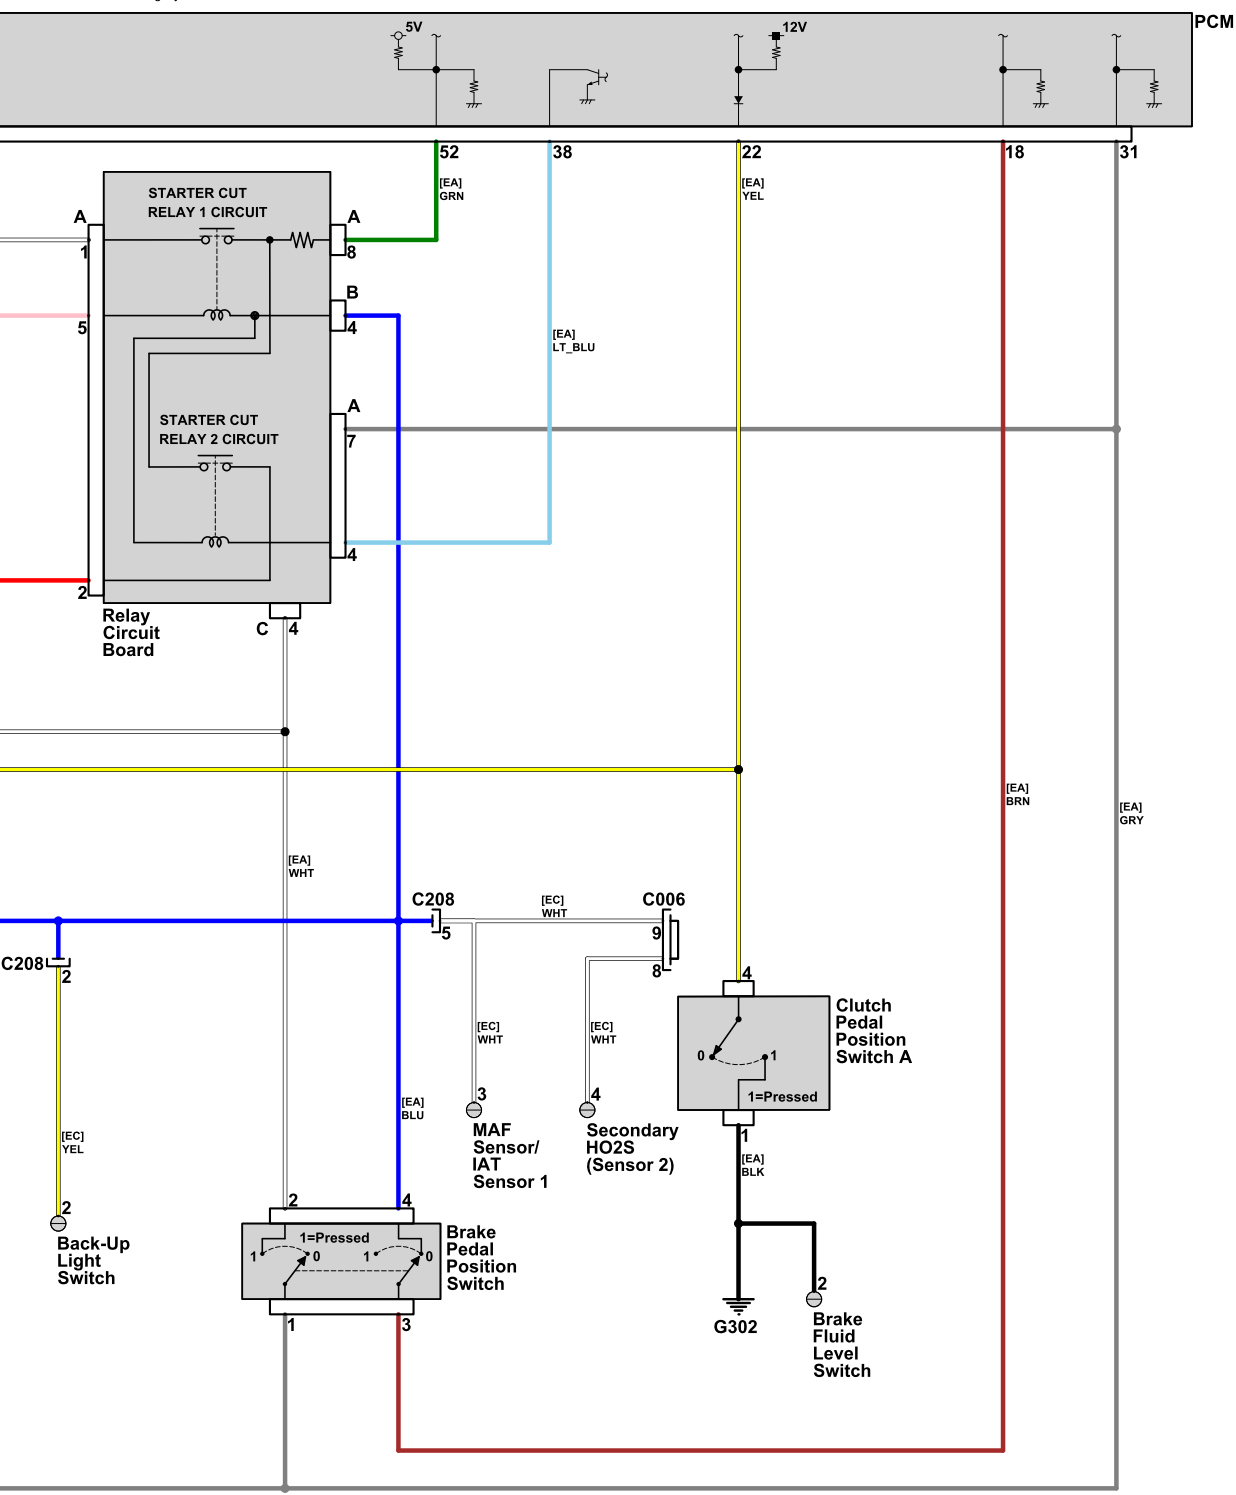 PCM
5V
12V
52
38
22
18
31
[EA]
GRN
[EA]
YEL
STARTER CUT
RELAY 1 CIRCUIT
A
1
A
8
B
4
5
[EA]
LT_BLU
A
7
STARTER CUT
RELAY 2 CIRCUIT
4
2
Relay
Circuit
Board
C 4
[EA]
BRN
[EA]
GRY
[EA]
WHT
C208
5
[EC]
WHT
C006
9
8
C208
2
4
Clutch
Pedal
Position
Switch A
0
1
1=Pressed
1
[EC]
WHT
[EC]
WHT
3
MAF
Sensor/
IAT
Sensor 1
4
Secondary
HO2S
(Sensor 2)
[EA]
BLU
[EC]
YEL
[EA]
BLK
2
Back-Up
Light
Switch
2
4
1=Pressed
1
0
1
0
Brake
Pedal
Position
Switch
1
3
G302
2
Brake
Fluid
Level
Switch